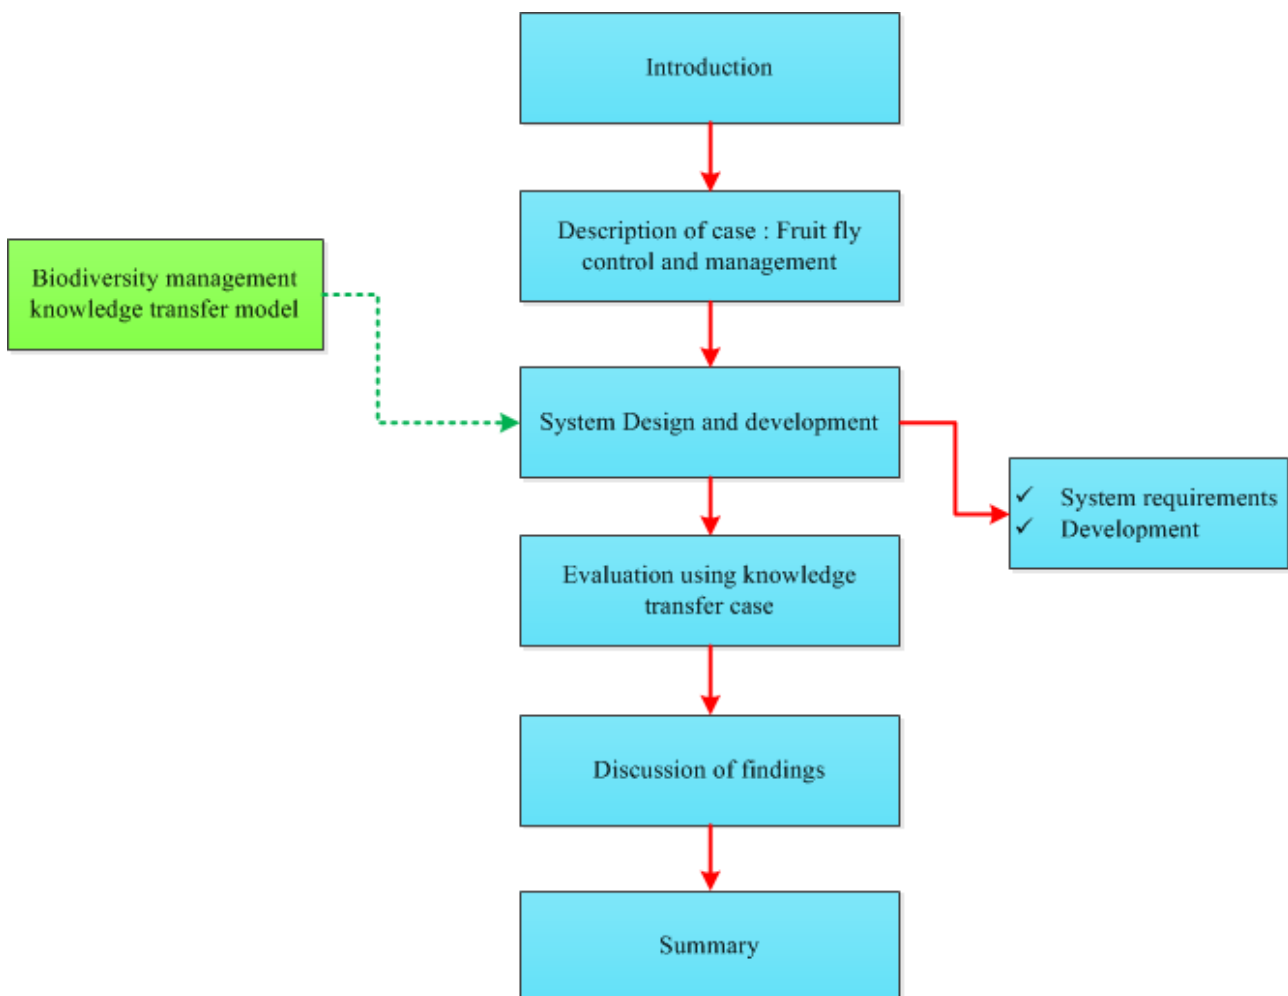 Introduction
Description of case : Fruit fly
control and management
Biodiversity management
knowledge transfer model
System Design and development
✓ System requirements
✓ Development
Evaluation using knowledge
transfer case
Discussion of findings
Summary